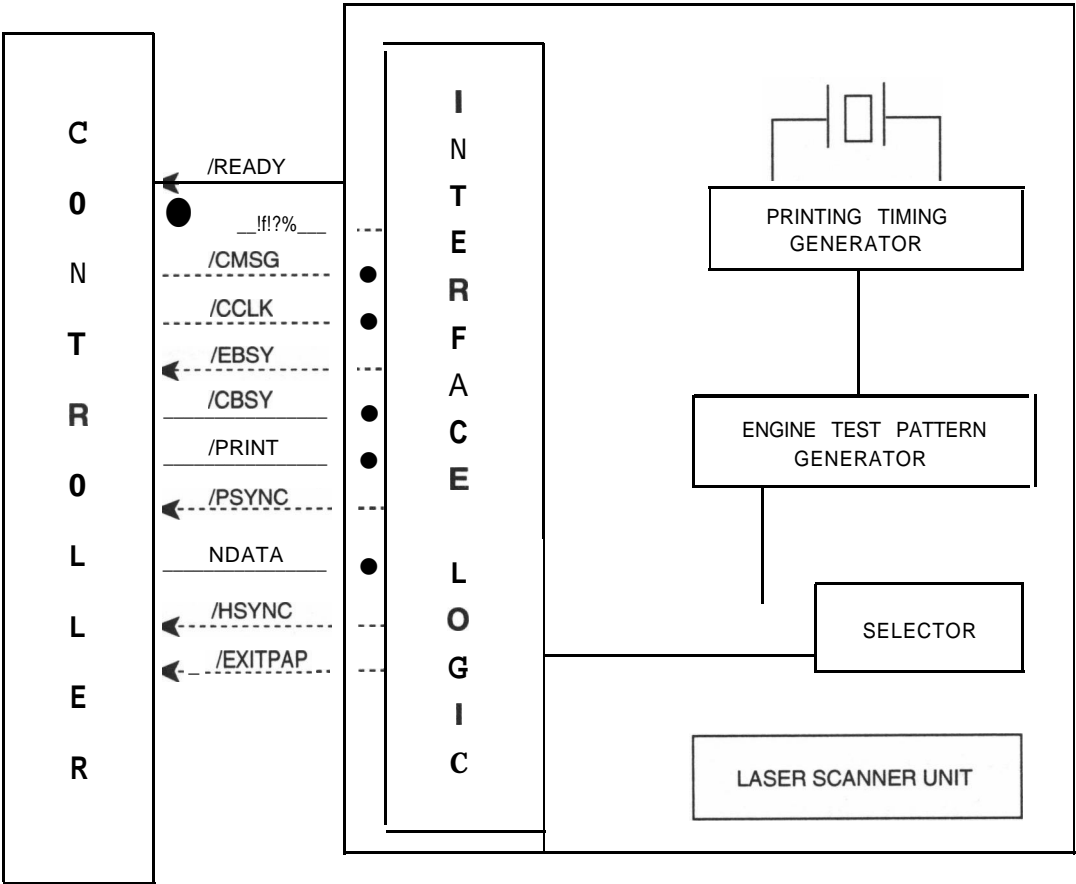 CONTROLLER
/READY
/CMSG
/CCLK
/EBSY
/CBSY
/PRINT
/PSYNC
NDATA
/HSYNC
/EXITPAP
INTERFACE LOGIC
PRINTING TIMING
GENERATOR
ENGINE TEST PATTERN
GENERATOR
SELECTOR
LASER SCANNER UNIT